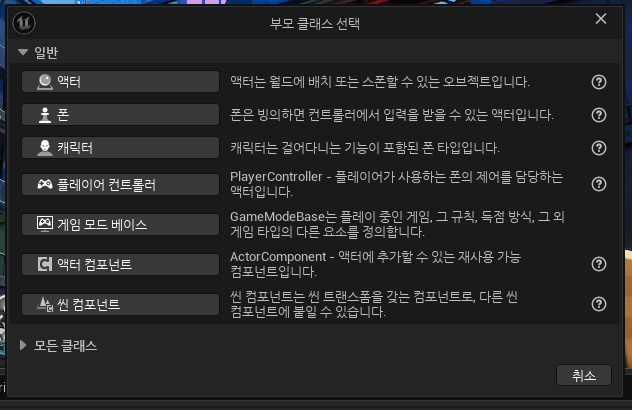 부모 클래스 선택
일반
액터
액터는 월드에 배치 또는 스폰할 수 있는 오브젝트입니다.
폰
폰은 빙의하면 컨트롤러에서 입력을 받을 수 있는 액터입니다.
캐릭터
캐릭터는 걸어다니는 기능이 포함된 폰 타입입니다.
플레이어 컨트롤러
PlayerController - 플레이어가 사용하는 폰의 제어를 담당하는
액터입니다.
게임 모드 베이스
GameModeBase는 플레이 중인 게임, 그 규칙, 득점 방식, 그 외
게임 타입의 다른 요소를 정의합니다.
액터 컴포넌트
ActorComponent - 액터에 추가할 수 있는 재사용 가능
컴포넌트입니다.
씬 컴포넌트
씬 컴포넌트는 씬 트랜스폼을 갖는 컴포넌트로, 다른 씬
컴포넌트에 붙일 수 있습니다.
모든 클래스
취소